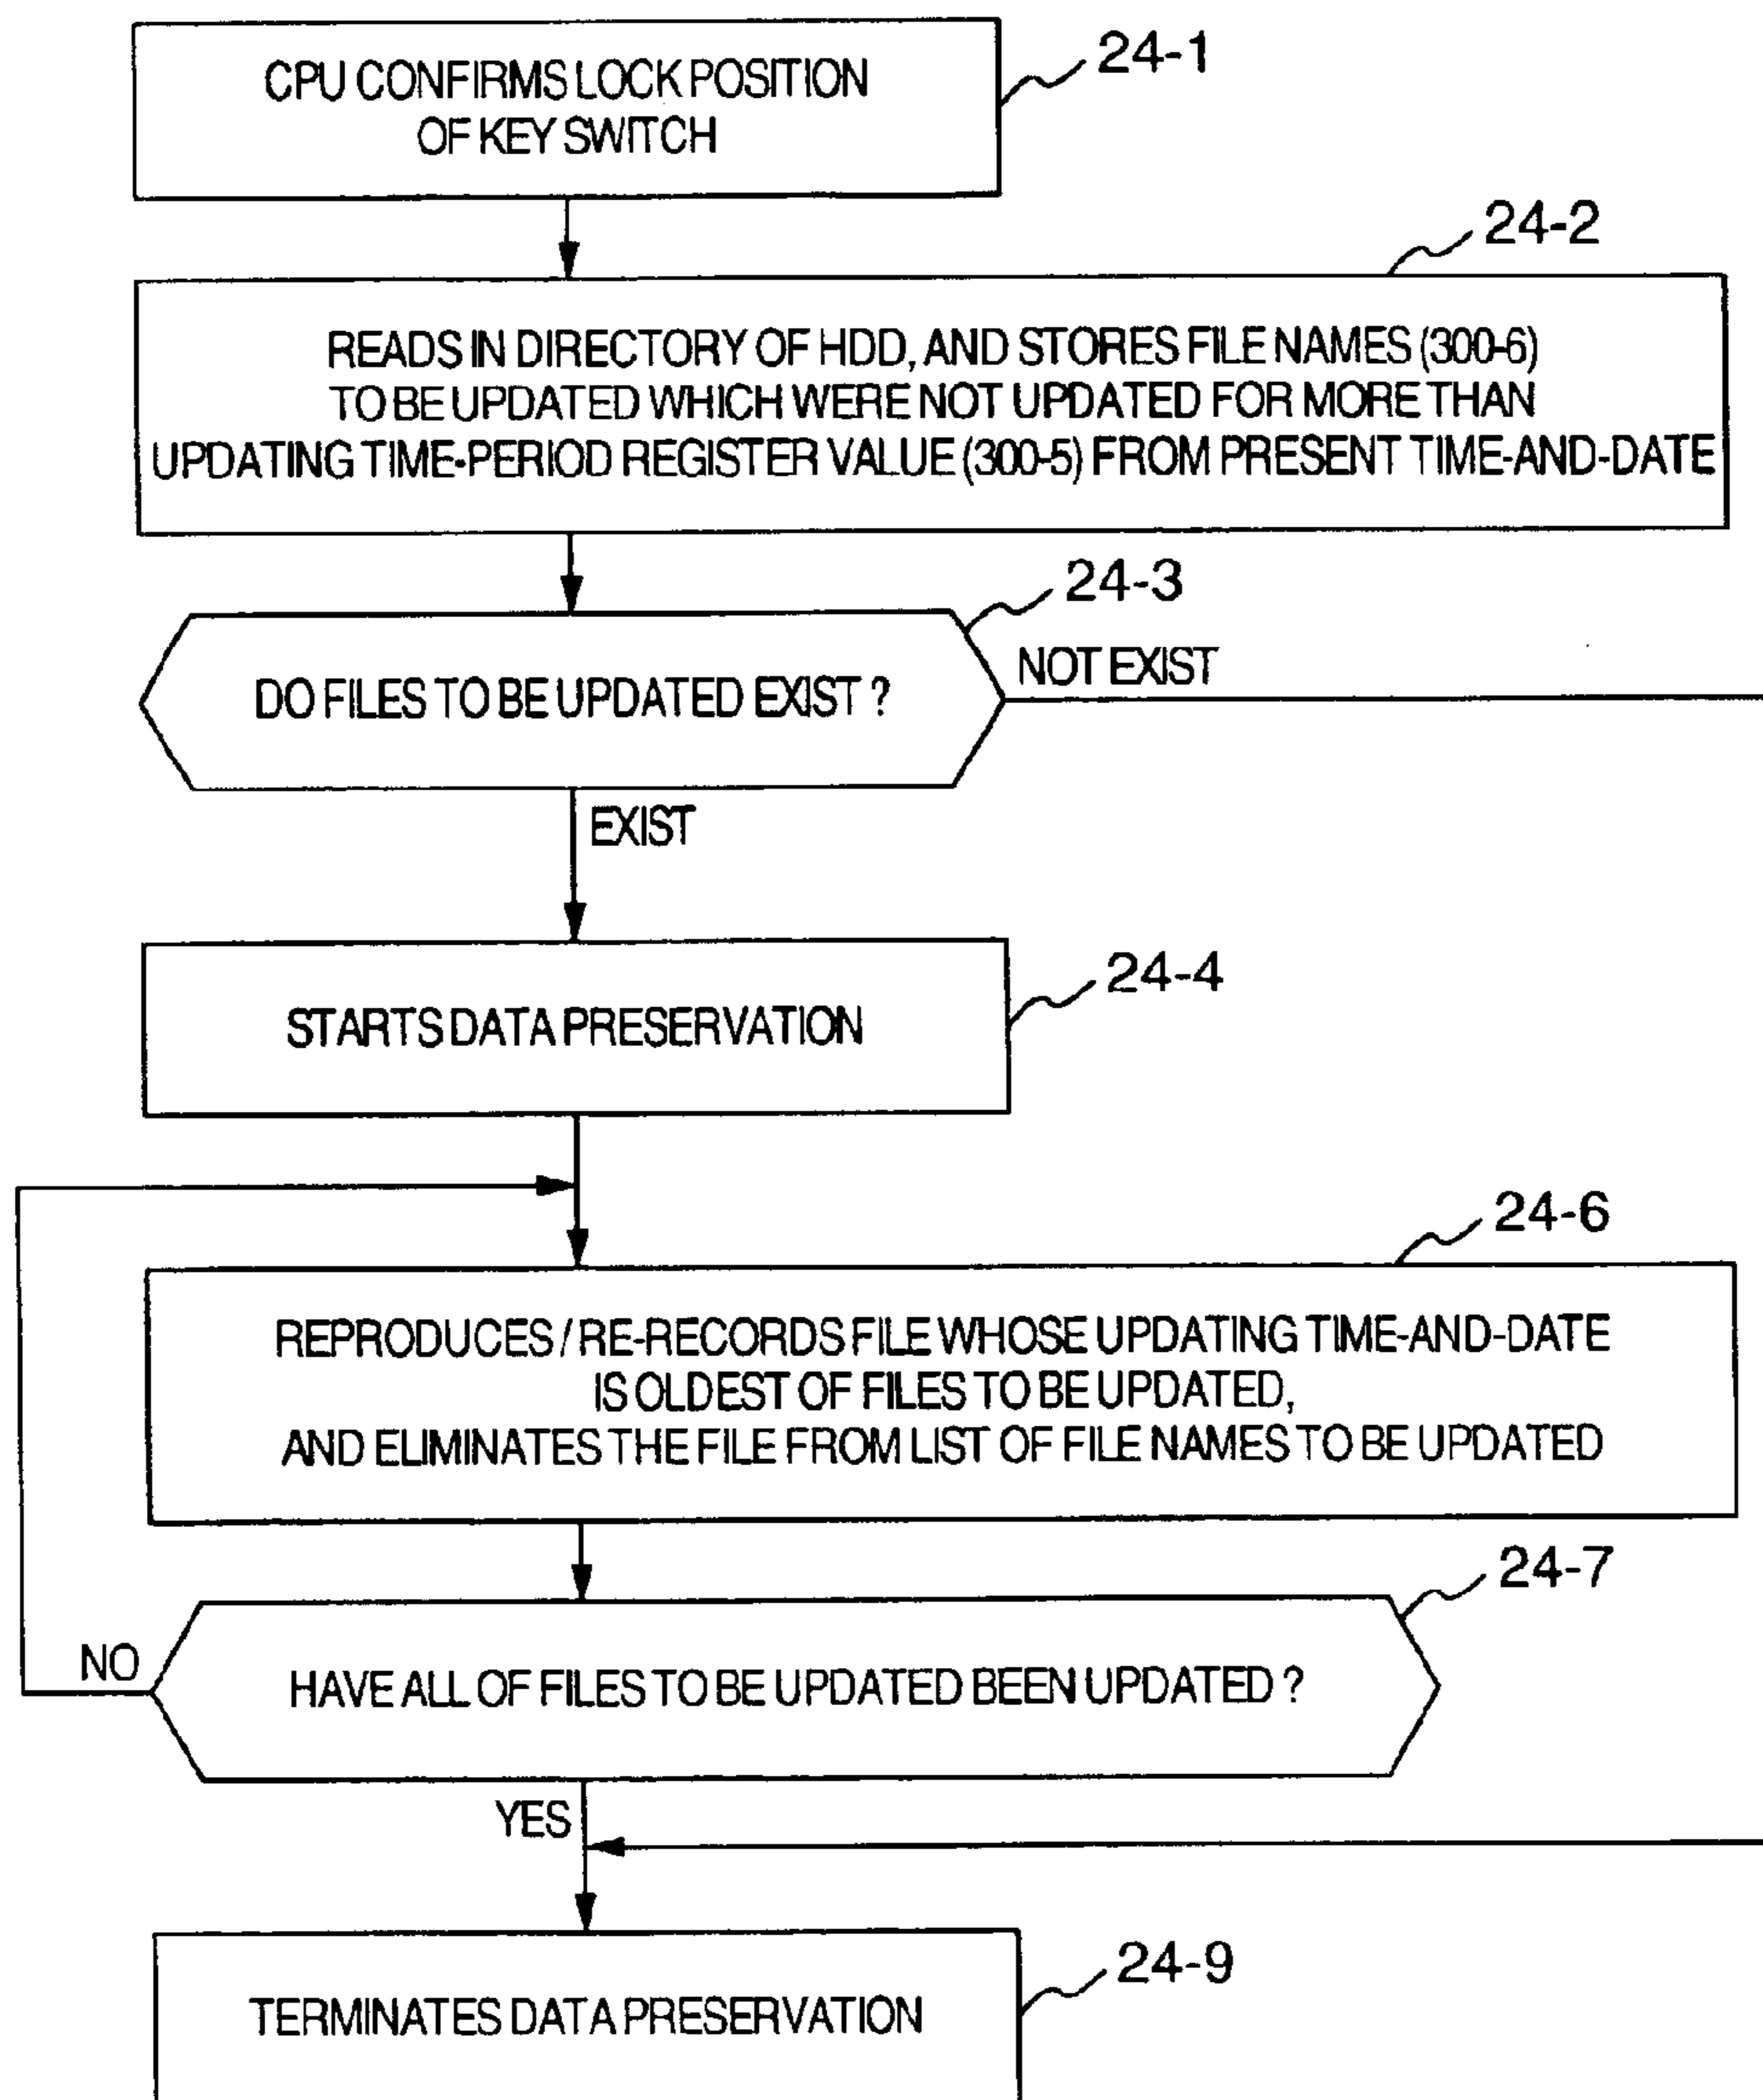 24-1
CPU CONFIRMS LOCK POSITION
OF KEY SWITCH
24-2
READS IN DIRECTORY OF HDD, AND STORES FILE NAMES (300-6)
TO BE UPDATED WHICH WERE NOT UPDATED FOR MORE THAN
UPDATING TIME-PERIOD REGISTER VALUE (300-5) FROM PRESENT TIME-AND-DATE
24-3
NOT EXIST
DO FILES TO BE UPDATED EXIST ?
EXIST
24-4
STARTS DATA PRESERVATION
24-6
REPRODUCES / RE-RECORDS FILE WHOSE UPDATING TIME-AND-DATE
IS OLDEST OF FILES TO BE UPDATED,
AND ELIMINATES THE FILE FROM LIST OF FILE NAMES TO BE UPDATED
24-7
NO
HAVE ALL OF FILES TO BE UPDATED BEEN UPDATED ?
YES
24-9
TERMINATES DATA PRESERVATION